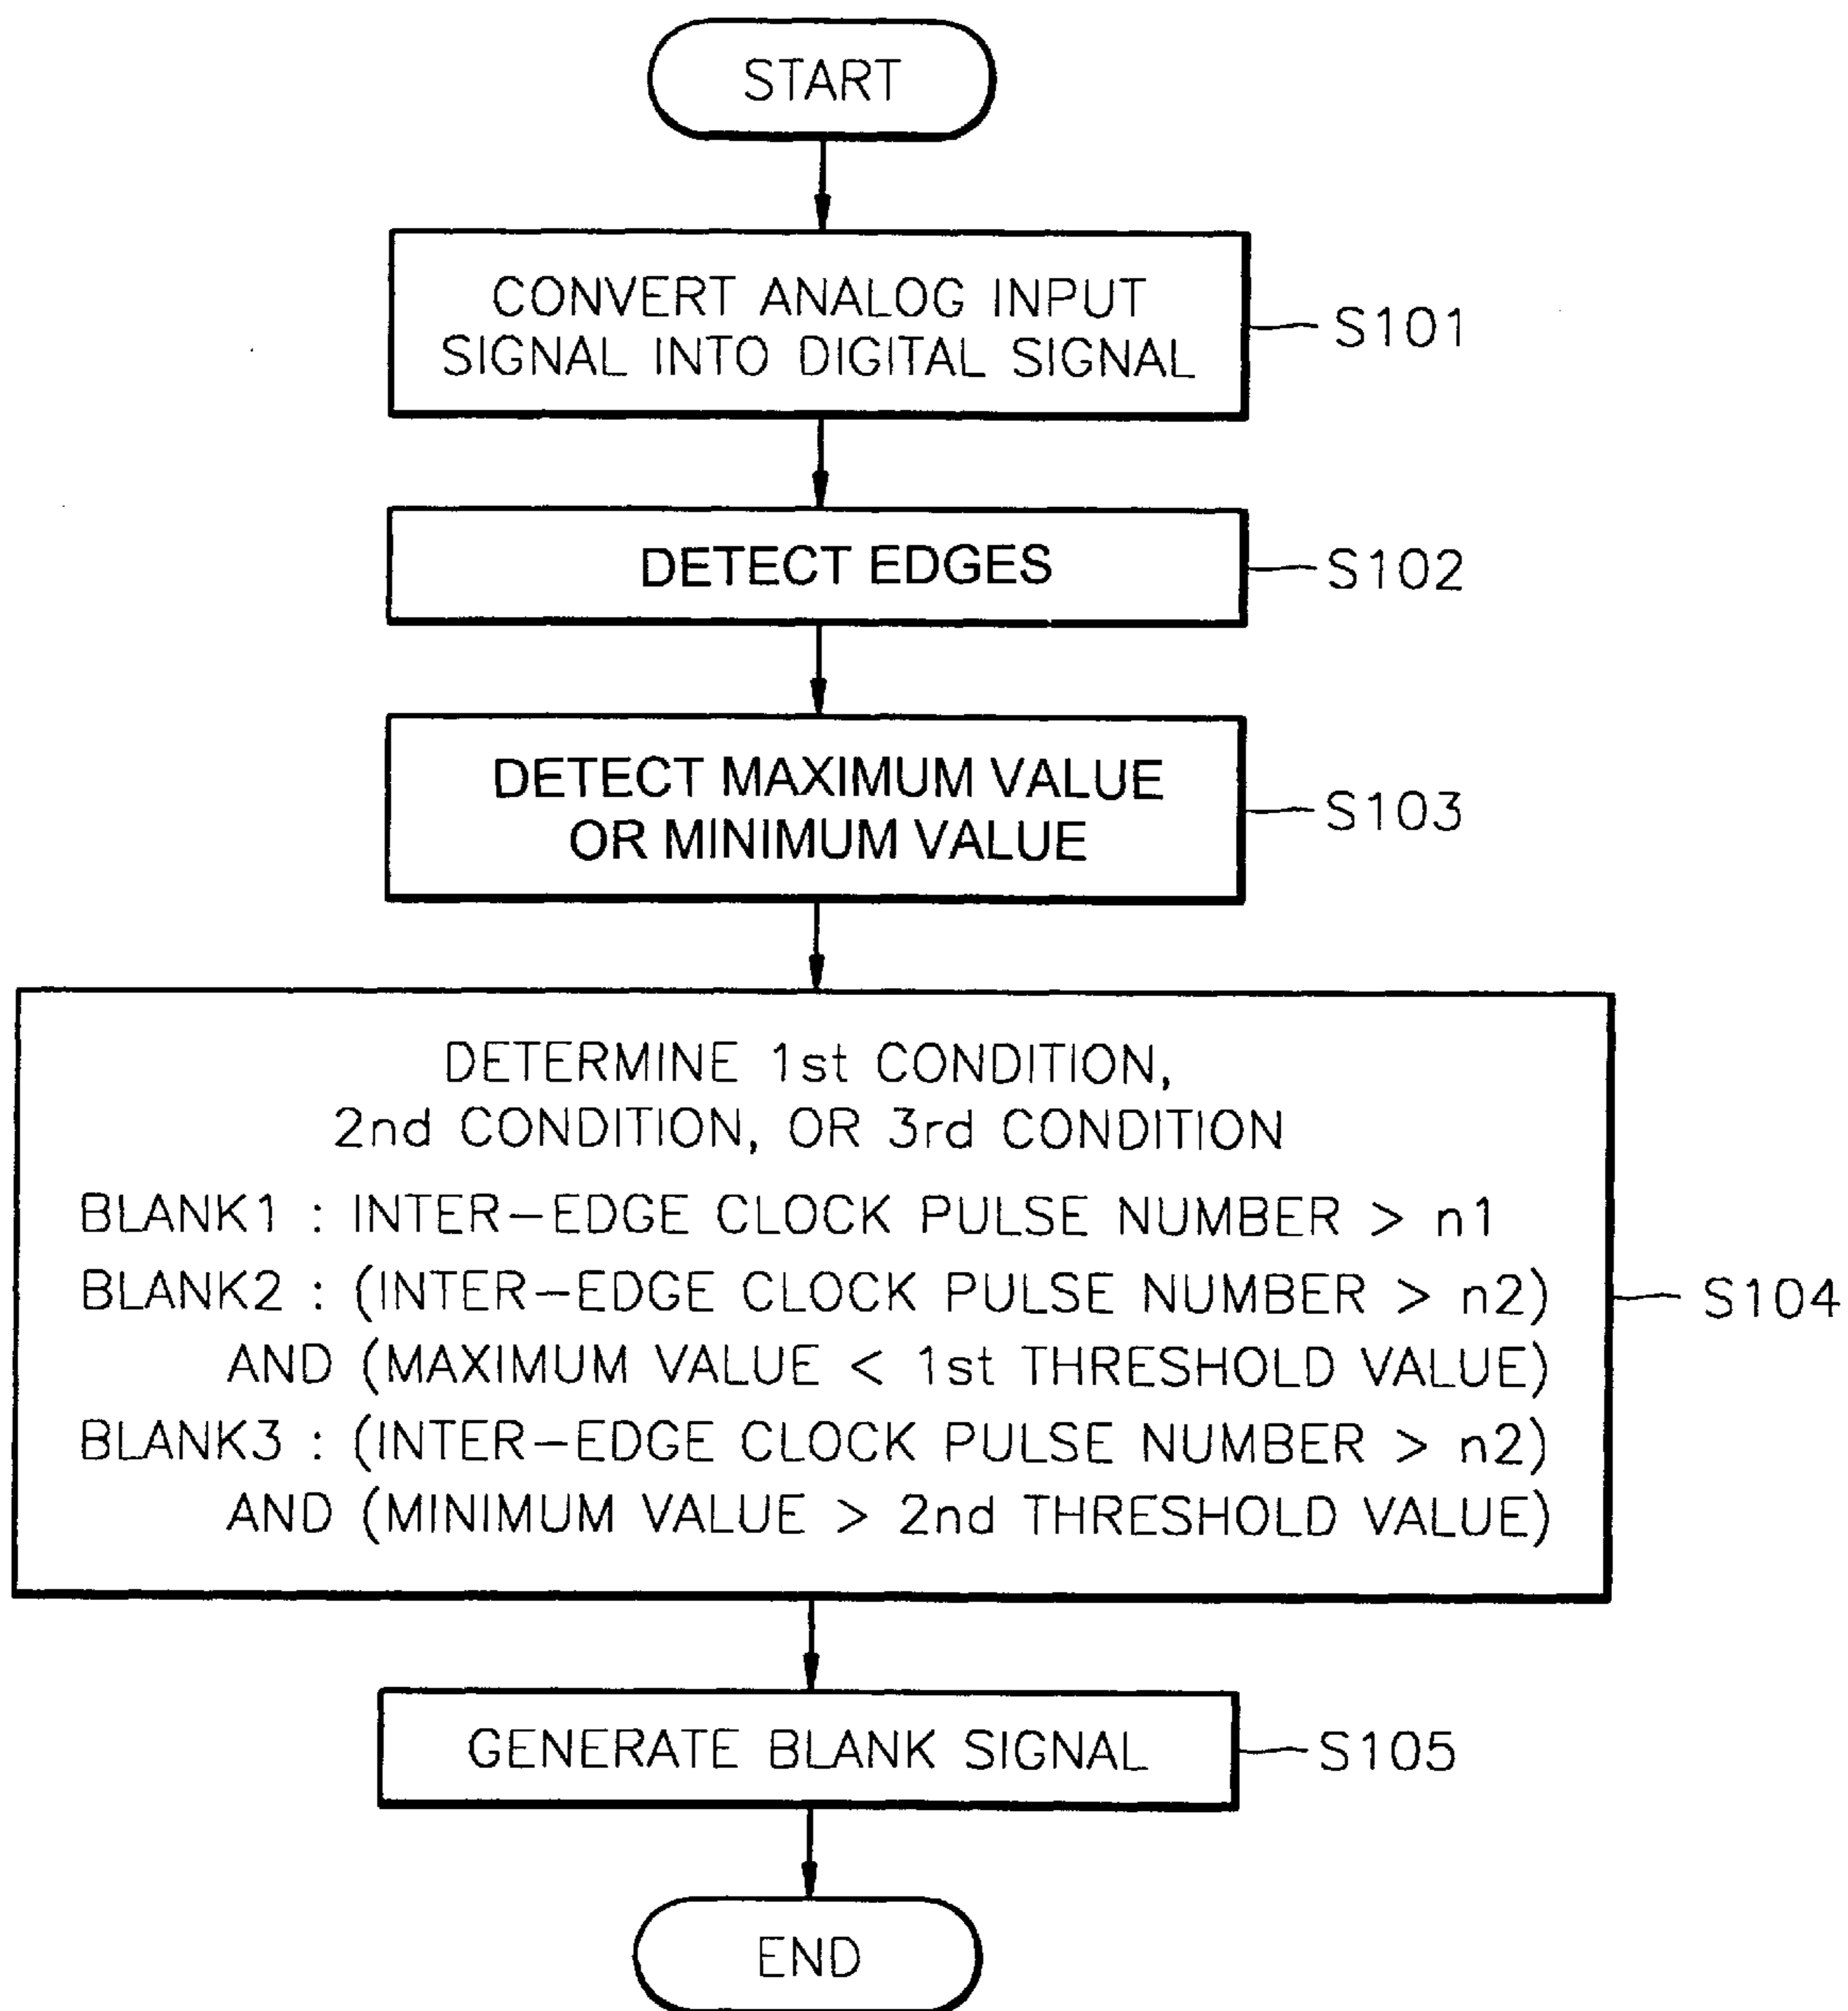 START
CONVERT ANALOG INPUT
SIGNAL INTO DIGITAL SIGNAL
S101
DETECT EDGES
S102
DETECT MAXIMUM VALUE
OR MINIMUM VALUE
S103
DETERMINE 1st CONDITION,
2nd CONDITION, OR 3rd CONDITION
BLANK1 : INTER-EDGE CLOCK PULSE NUMBER > n1
BLANK2 : (INTER-EDGE CLOCK PULSE NUMBER > n2)
AND (MAXIMUM VALUE < 1st THRESHOLD VALUE)
BLANK3 : (INTER-EDGE CLOCK PULSE NUMBER > n2)
AND (MINIMUM VALUE > 2nd THRESHOLD VALUE)
S104
GENERATE BLANK SIGNAL
S105
END